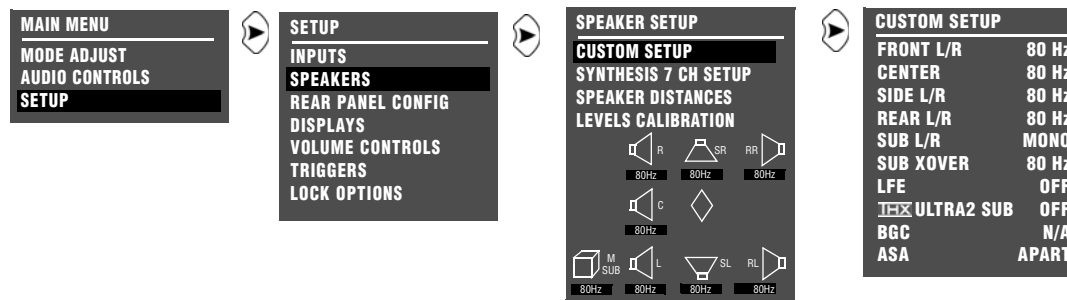 MAIN MENU
MODE ADJUST
AUDIO CONTROLS
SETUP
SETUP
INPUTS
SPEAKERS
REAR PANEL CONFIG
DISPLAYS
VOLUME CONTROLS
TRIGGERS
LOCK OPTIONS
SPEAKER SETUP
CUSTOM SETUP
SYNTHESIS 7 CH SETUP
SPEAKER DISTANCES
LEVELS CALIBRATION
R SR RR
80Hz 80Hz 80Hz
C
80Hz
M
SUB L SL RL
80Hz 80Hz 80Hz 80Hz
CUSTOM SETUP
FRONT L/R 80 Hz
CENTER 80 Hz
SIDE L/R 80 Hz
REAR L/R 80 Hz
SUB L/R MONO
SUB XOVER 80 Hz
LFE OFF
THX ULTRA2 SUB OFF
BGC N/A
ASA APART